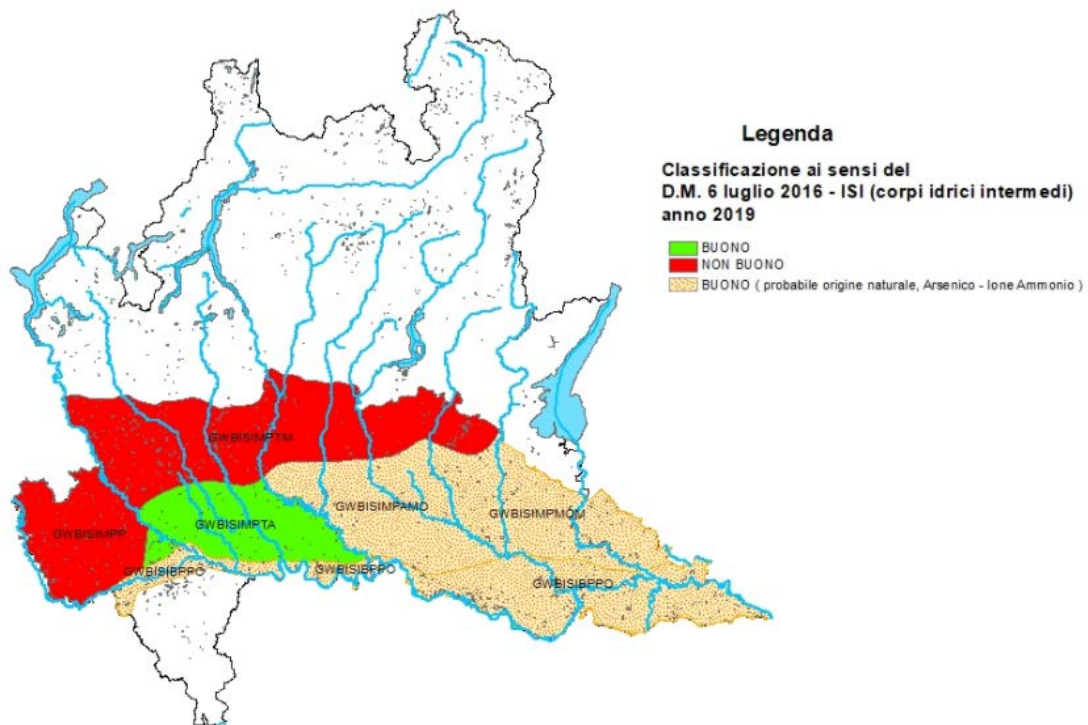 Legenda
Classificazione ai sensi del
D.M. 6 luglio 2016 - ISI (corpi idrici intermedi)
anno 2019
BUONO
NON BUONO
BUONO ( probabile origine naturale, Arsenico - Ione Ammonio )
GWBISIMPTM
GWBISIMPAMO
GWBISIMPMOM
GWBISIMPTA
GWBISIMPP
GWBISIBPPO
GWBISIBPPO
GWBISIBPPO